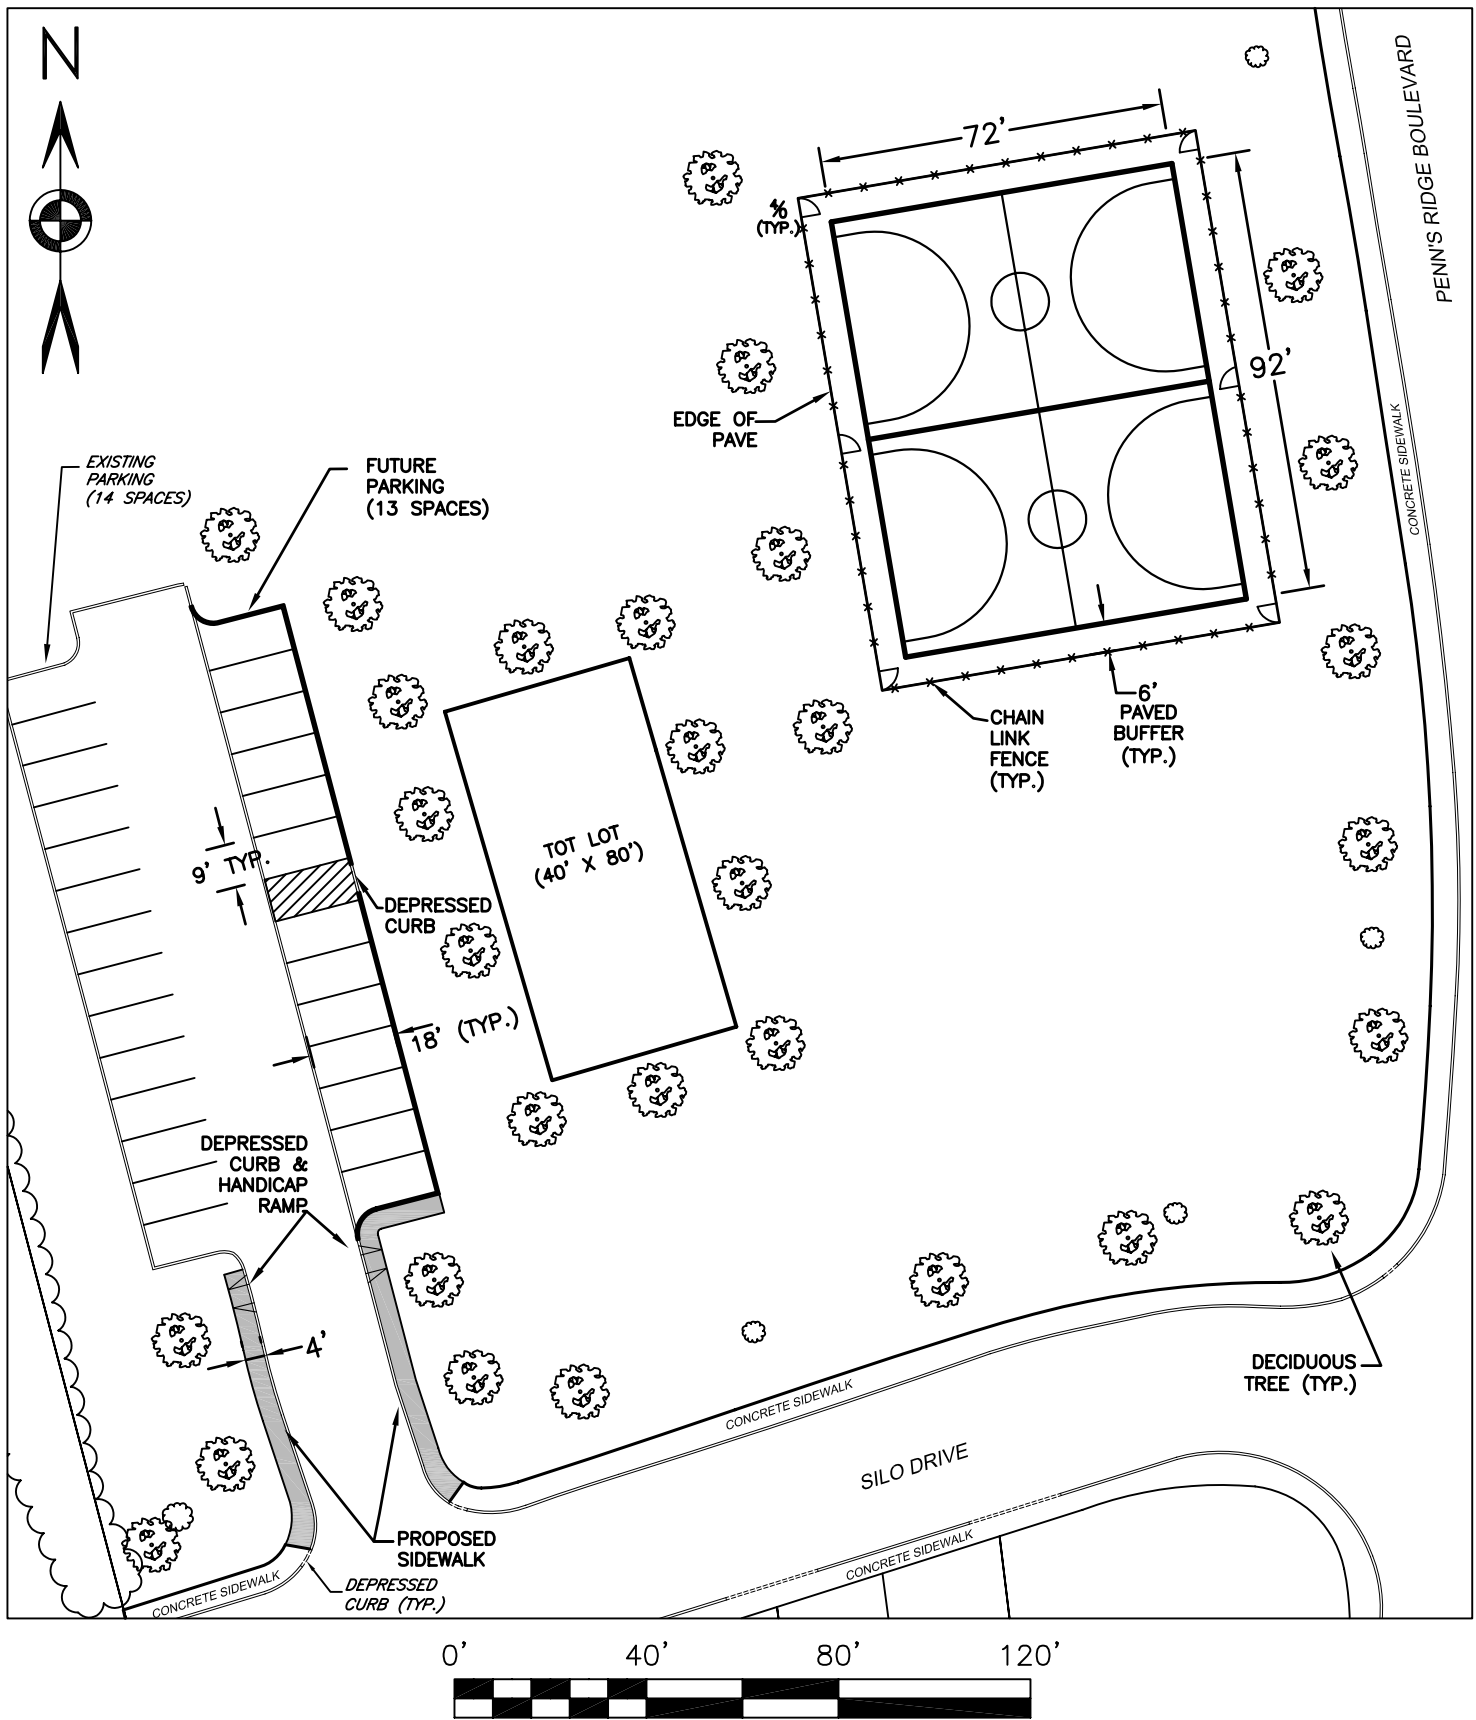 N
PENN'S RIDGE BOULEVARD
72'
(TYP.)
92'
EDGE OF
PAVE
CONCRETE SIDEWALK
EXISTING
PARKING
(14 SPACES)
FUTURE
PARKING
(13 SPACES)
6'
PAVED
BUFFER
(TYP.)
CHAIN
LINK
FENCE
(TYP.)
TOT LOT
(40' X 80')
9' TYP.
DEPRESSED
CURB
18' (TYP.)
DEPRESSED
CURB &
HANDICAP
RAMP
4'
DECIDUOUS
TREE (TYP.)
CONCRETE SIDEWALK
SILO DRIVE
PROPOSED
SIDEWALK
CONCRETE SIDEWALK
DEPRESSED
CURB (TYP.)
CONCRETE SIDEWALK
0' 40' 80' 120'